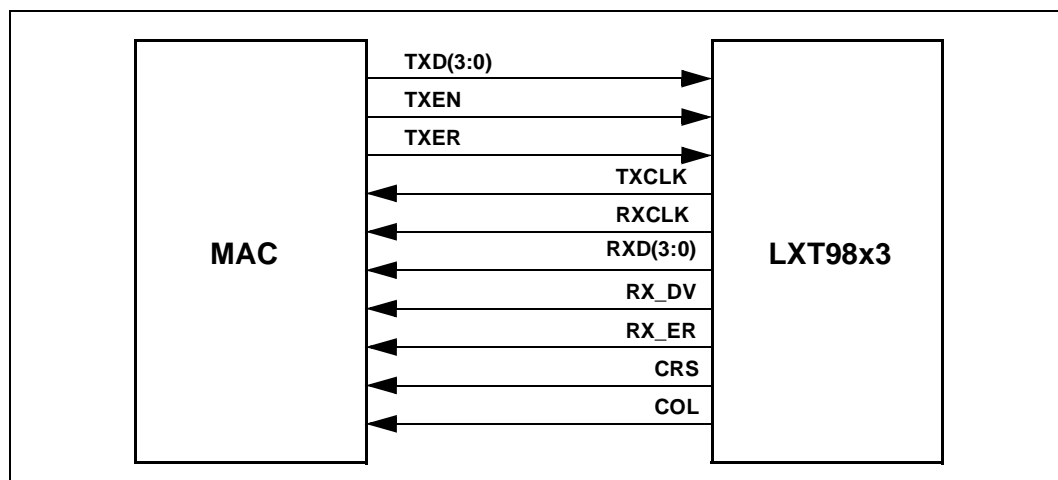 TXD(3:0)
TXEN
TXER
TXCLK
RXCLK
RXD(3:0)
MAC
LXT98x3
RX_DV
RX_ER
CRS
COL